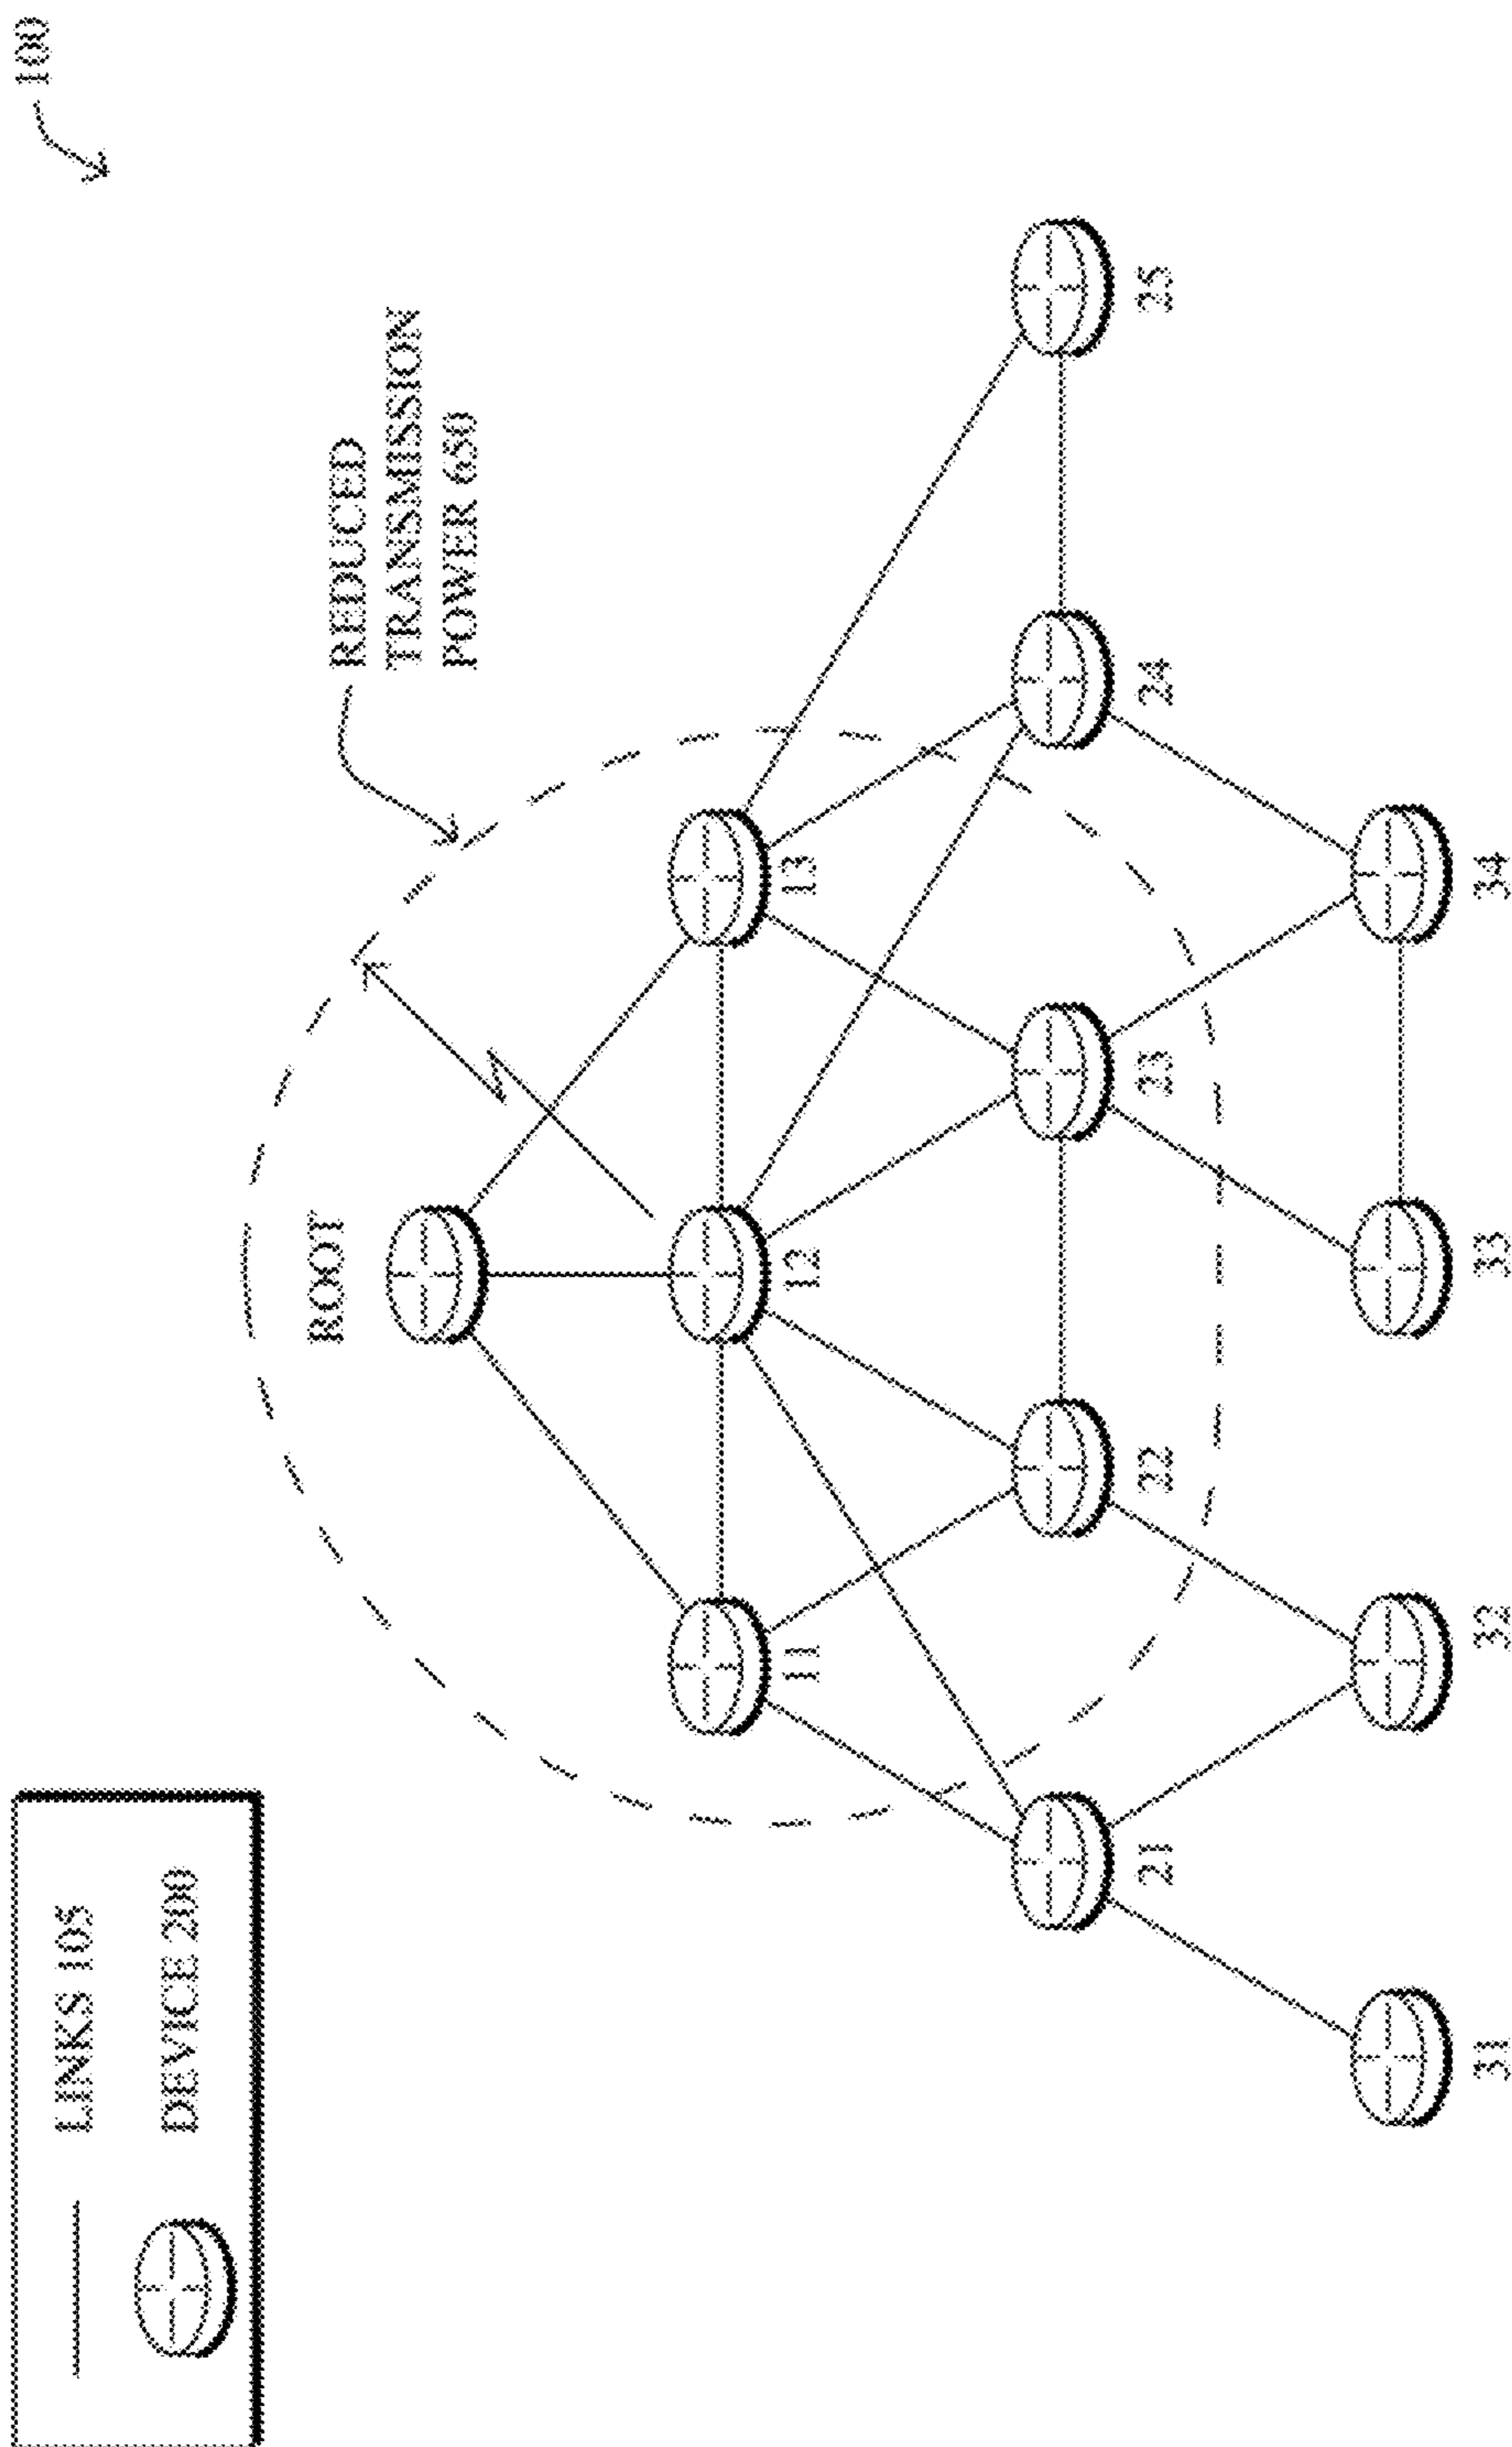 100
LINKS 105
DEVICE 200
REDUCED
TRANSMISSION
POWER 650
ROOT
11
12
13
21
22
23
24
25
31
32
33
34